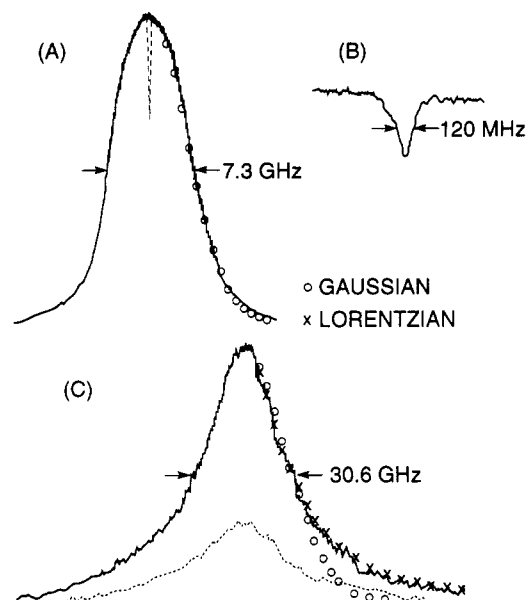 (A)
(B)
120 MHz
7.3 GHz
o GAUSSIAN
x LORENTZIAN
(C)
30.6 GHz